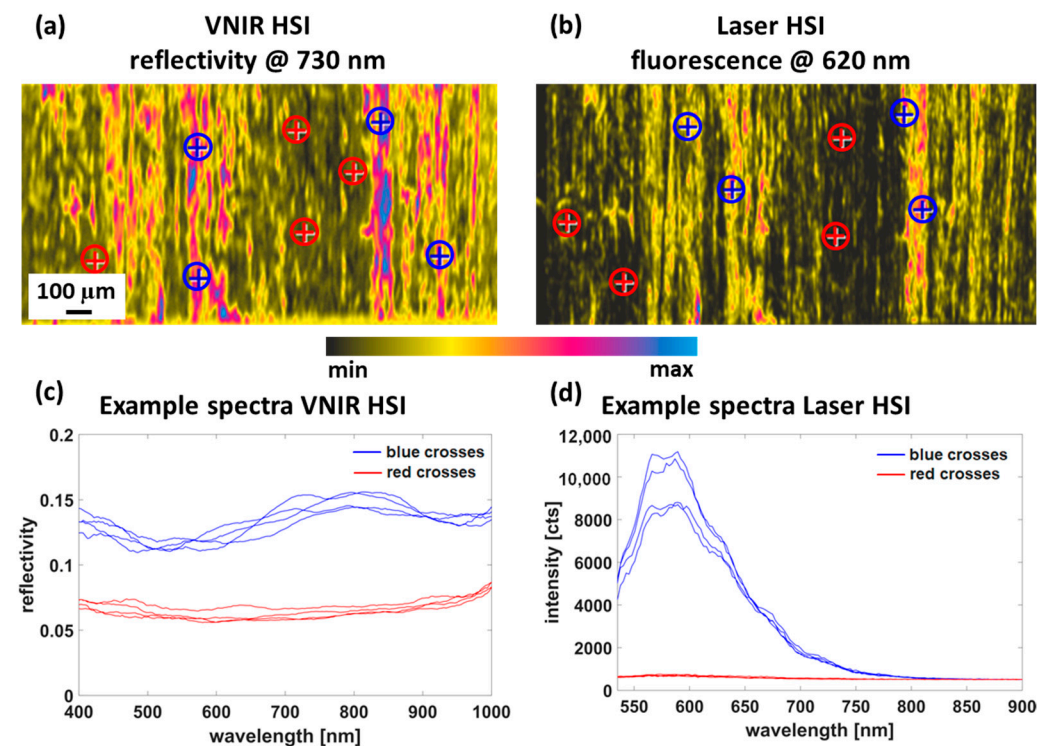 (a)
VNIR HSI
reflectivity @ 730 nm
(b)
Laser HSI
fluorescence @ 620 nm
100 μm
min
max
(c)
Example spectra VNIR HSI
0.2
0.15
0.1
0.05
0
reflectivity
blue crosses
red crosses
400 500 600 700 800 900 1000
wavelength [nm]
(d)
Example spectra Laser HSI
12,000
10,000
8000
6000
4000
2000
0
intensity [cts]
blue crosses
red crosses
550 600 650 700 750 800 850 900
wavelength [nm]